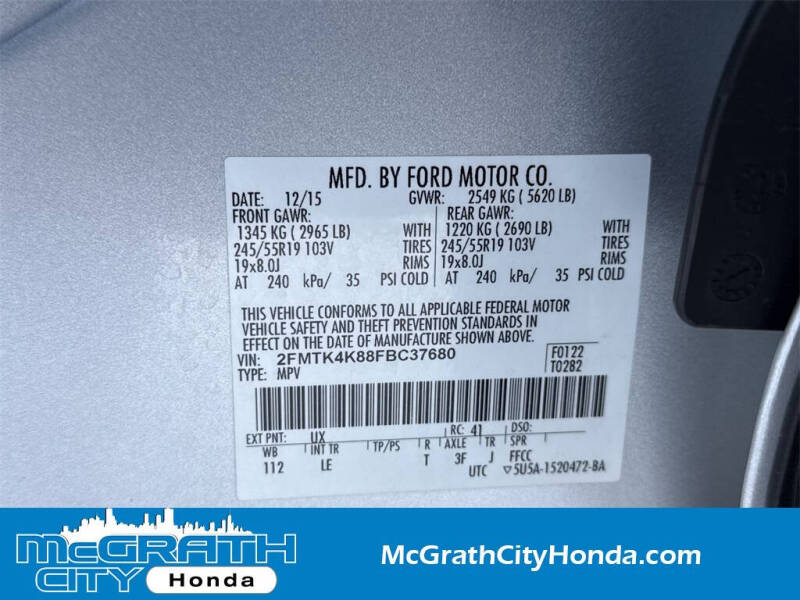 MFD. BY FORD MOTOR CO.
DATE: 12/15 GVWR: 2549 KG ( 5620 LB)
FRONT GAWR: REAR GAWR:
1345 KG ( 2965 LB) WITH 1220 KG ( 2690 LB) WITH
245/55R19 103V TIRES 245/55R19 103V TIRES
19x8.0J RIMS 19x8.0J RIMS
AT 240 kPa/ 35 PSI COLD AT 240 kPa/ 35 PSI COLD
THIS VEHICLE CONFORMS TO ALL APPLICABLE FEDERAL MOTOR
VEHICLE SAFETY AND THEFT PREVENTION STANDARDS IN
EFFECT ON THE DATE OF MANUFACTURE SHOWN ABOVE.
VIN: 2FMTK4K88FBC37680 F0122
TYPE: MPV T0282
EXT PNT: UX RC: 41 DSO:
WB INT TR TP/PS R AXLE TR SPR
112 LE T 3F J FFCC
UTC ▽5U5A-1520472-BA
McGRATH
CITY Honda
McGrathCityHonda.com